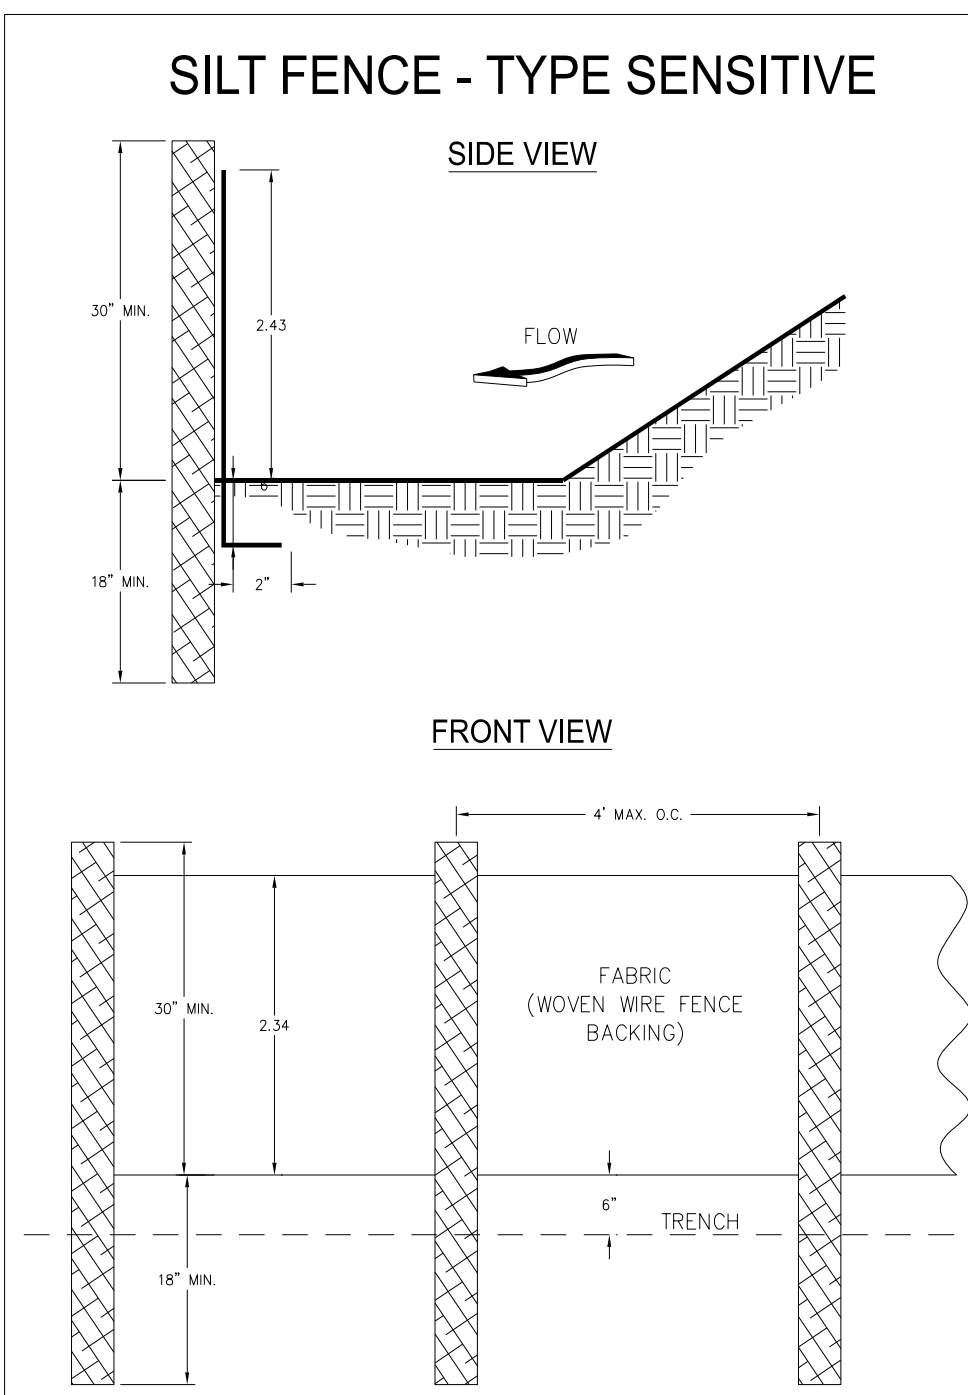 SILT FENCE - TYPE SENSITIVE
SIDE VIEW
30" MIN.
2.43
FLOW
6
18" MIN.
2"
FRONT VIEW
4' MAX. O.C.
FABRIC
(WOVEN WIRE FENCE
BACKING)
30" MIN.
2.34
6"
TRENCH
18" MIN.